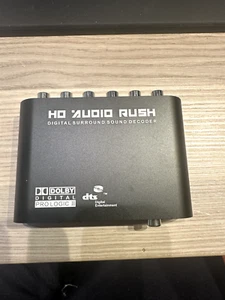 HD AUDIO RUSH
DIGITAL SURROUND SOUND DECODER
DOLBY
DIGITAL
PRO LOGIC II
dts
Digital
Entertainment